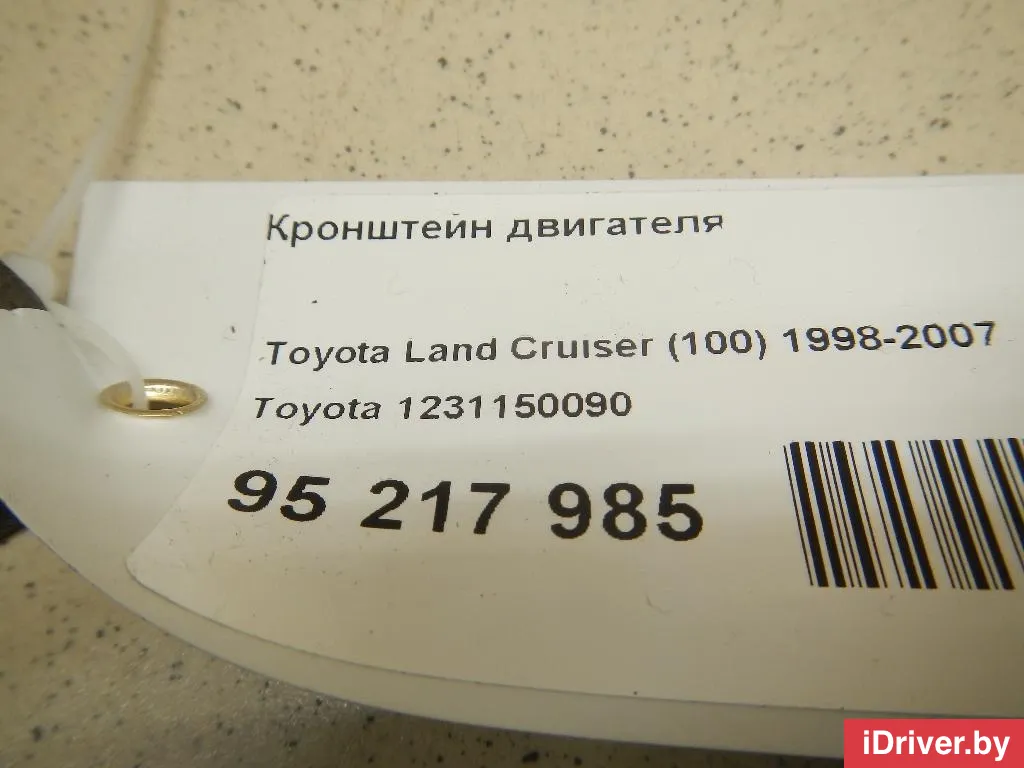 Кронштейн двигателя
Toyota Land Cruiser (100) 1998-2007
Toyota 1231150090
95 217 985
iDriver.by